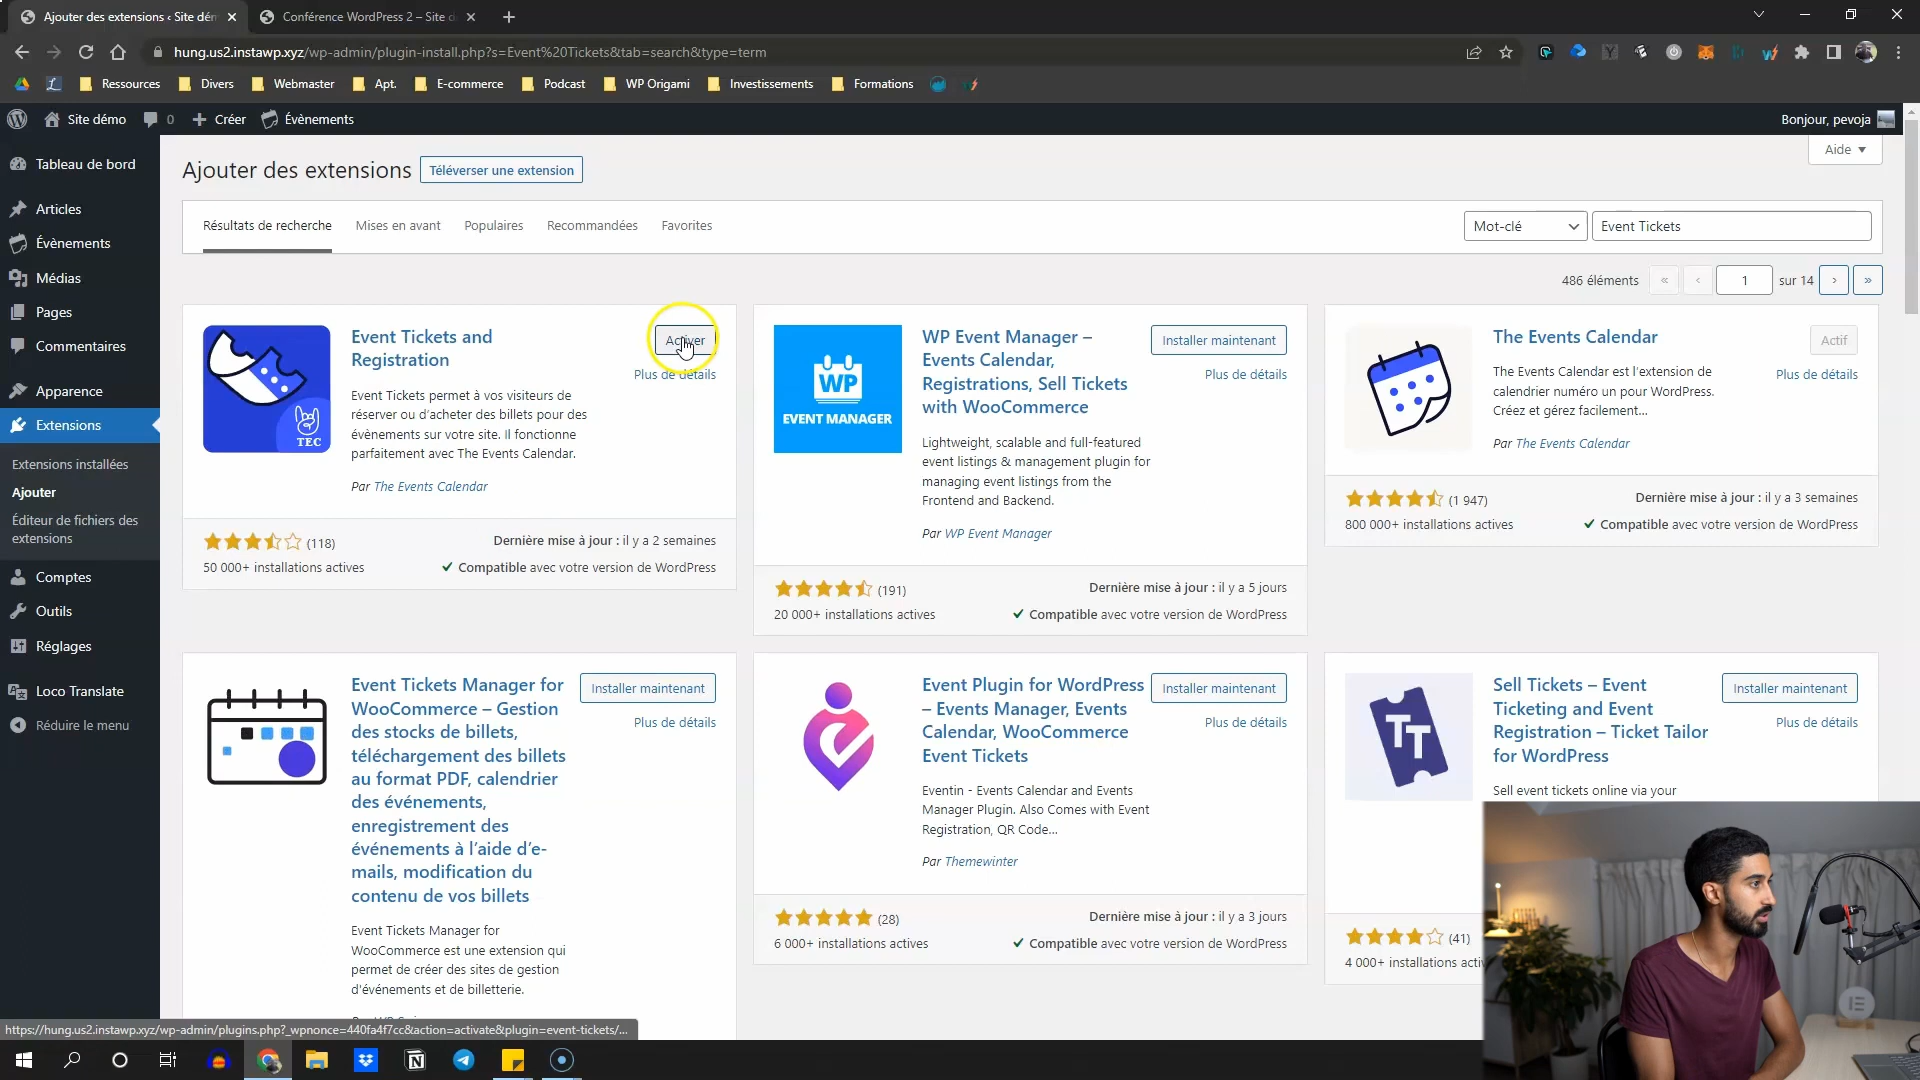 Ajouter des extensions ‹ Site dém
Conférence WordPress 2 – Site d
hung.us2.instawp.xyz/wp-admin/plugin-install.php?s=Event%20Tickets&tab=search&type=term
Ressources
Divers
Webmaster
Apt.
E-commerce
Podcast
WP Origami
Investissements
Formations
Site démo
0
Créer
Évènements
Bonjour, pevoja
Tableau de bord
Articles
Évènements
Médias
Pages
Commentaires
Apparence
Extensions
Extensions installées
Ajouter
Éditeur de fichiers des
extensions
Comptes
Outils
Réglages
Loco Translate
Réduire le menu
Ajouter des extensions
Téléverser une extension
Aide
Résultats de recherche
Mises en avant
Populaires
Recommandées
Favorites
Mot-clé
Event Tickets
486 éléments
«
‹
1
sur 14
›
»
Event Tickets and
Registration
Activer
Plus de détails
Event Tickets permet à vos visiteurs de
réserver ou d’acheter des billets pour des
évènements sur votre site. Il fonctionne
parfaitement avec The Events Calendar.
Par The Events Calendar
TEC
(118)
Dernière mise à jour : il y a 2 semaines
50 000+ installations actives
Compatible avec votre version de WordPress
WP
EVENT MANAGER
WP Event Manager –
Events Calendar,
Registrations, Sell Tickets
with WooCommerce
Installer maintenant
Plus de détails
Lightweight, scalable and full-featured
event listings & management plugin for
managing event listings from the
Frontend and Backend.
Par WP Event Manager
(191)
Dernière mise à jour : il y a 5 jours
20 000+ installations actives
Compatible avec votre version de WordPress
The Events Calendar
Actif
Plus de détails
The Events Calendar est l’extension de
calendrier numéro un pour WordPress.
Créez et gérez facilement…
Par The Events Calendar
(1 947)
Dernière mise à jour : il y a 3 semaines
800 000+ installations actives
Compatible avec votre version de WordPress
Event Tickets Manager for
WooCommerce – Gestion
des stocks de billets,
téléchargement des billets
au format PDF, calendrier
des événements,
enregistrement des
événements à l’aide d’e-
mails, modification du
contenu de vos billets
Installer maintenant
Plus de détails
Event Tickets Manager for
WooCommerce est une extension qui
permet de créer des sites de gestion
d'événements et de billetterie.
Event Plugin for WordPress
– Events Manager, Events
Calendar, WooCommerce
Event Tickets
Installer maintenant
Plus de détails
Eventin - Events Calendar and Events
Manager Plugin. Also Comes with Event
Registration, QR Code…
Par Themewinter
(28)
Dernière mise à jour : il y a 3 jours
6 000+ installations actives
Compatible avec votre version de WordPress
TT
Sell Tickets – Event
Ticketing and Event
Registration – Ticket Tailor
for WordPress
Installer maintenant
Plus de détails
Sell event tickets online via your
(41)
4 000+ installations activ
https://hung.us2.instawp.xyz/wp-admin/plugins.php?_wpnonce=440fa4f7cc&action=activate&plugin=event-tickets/...